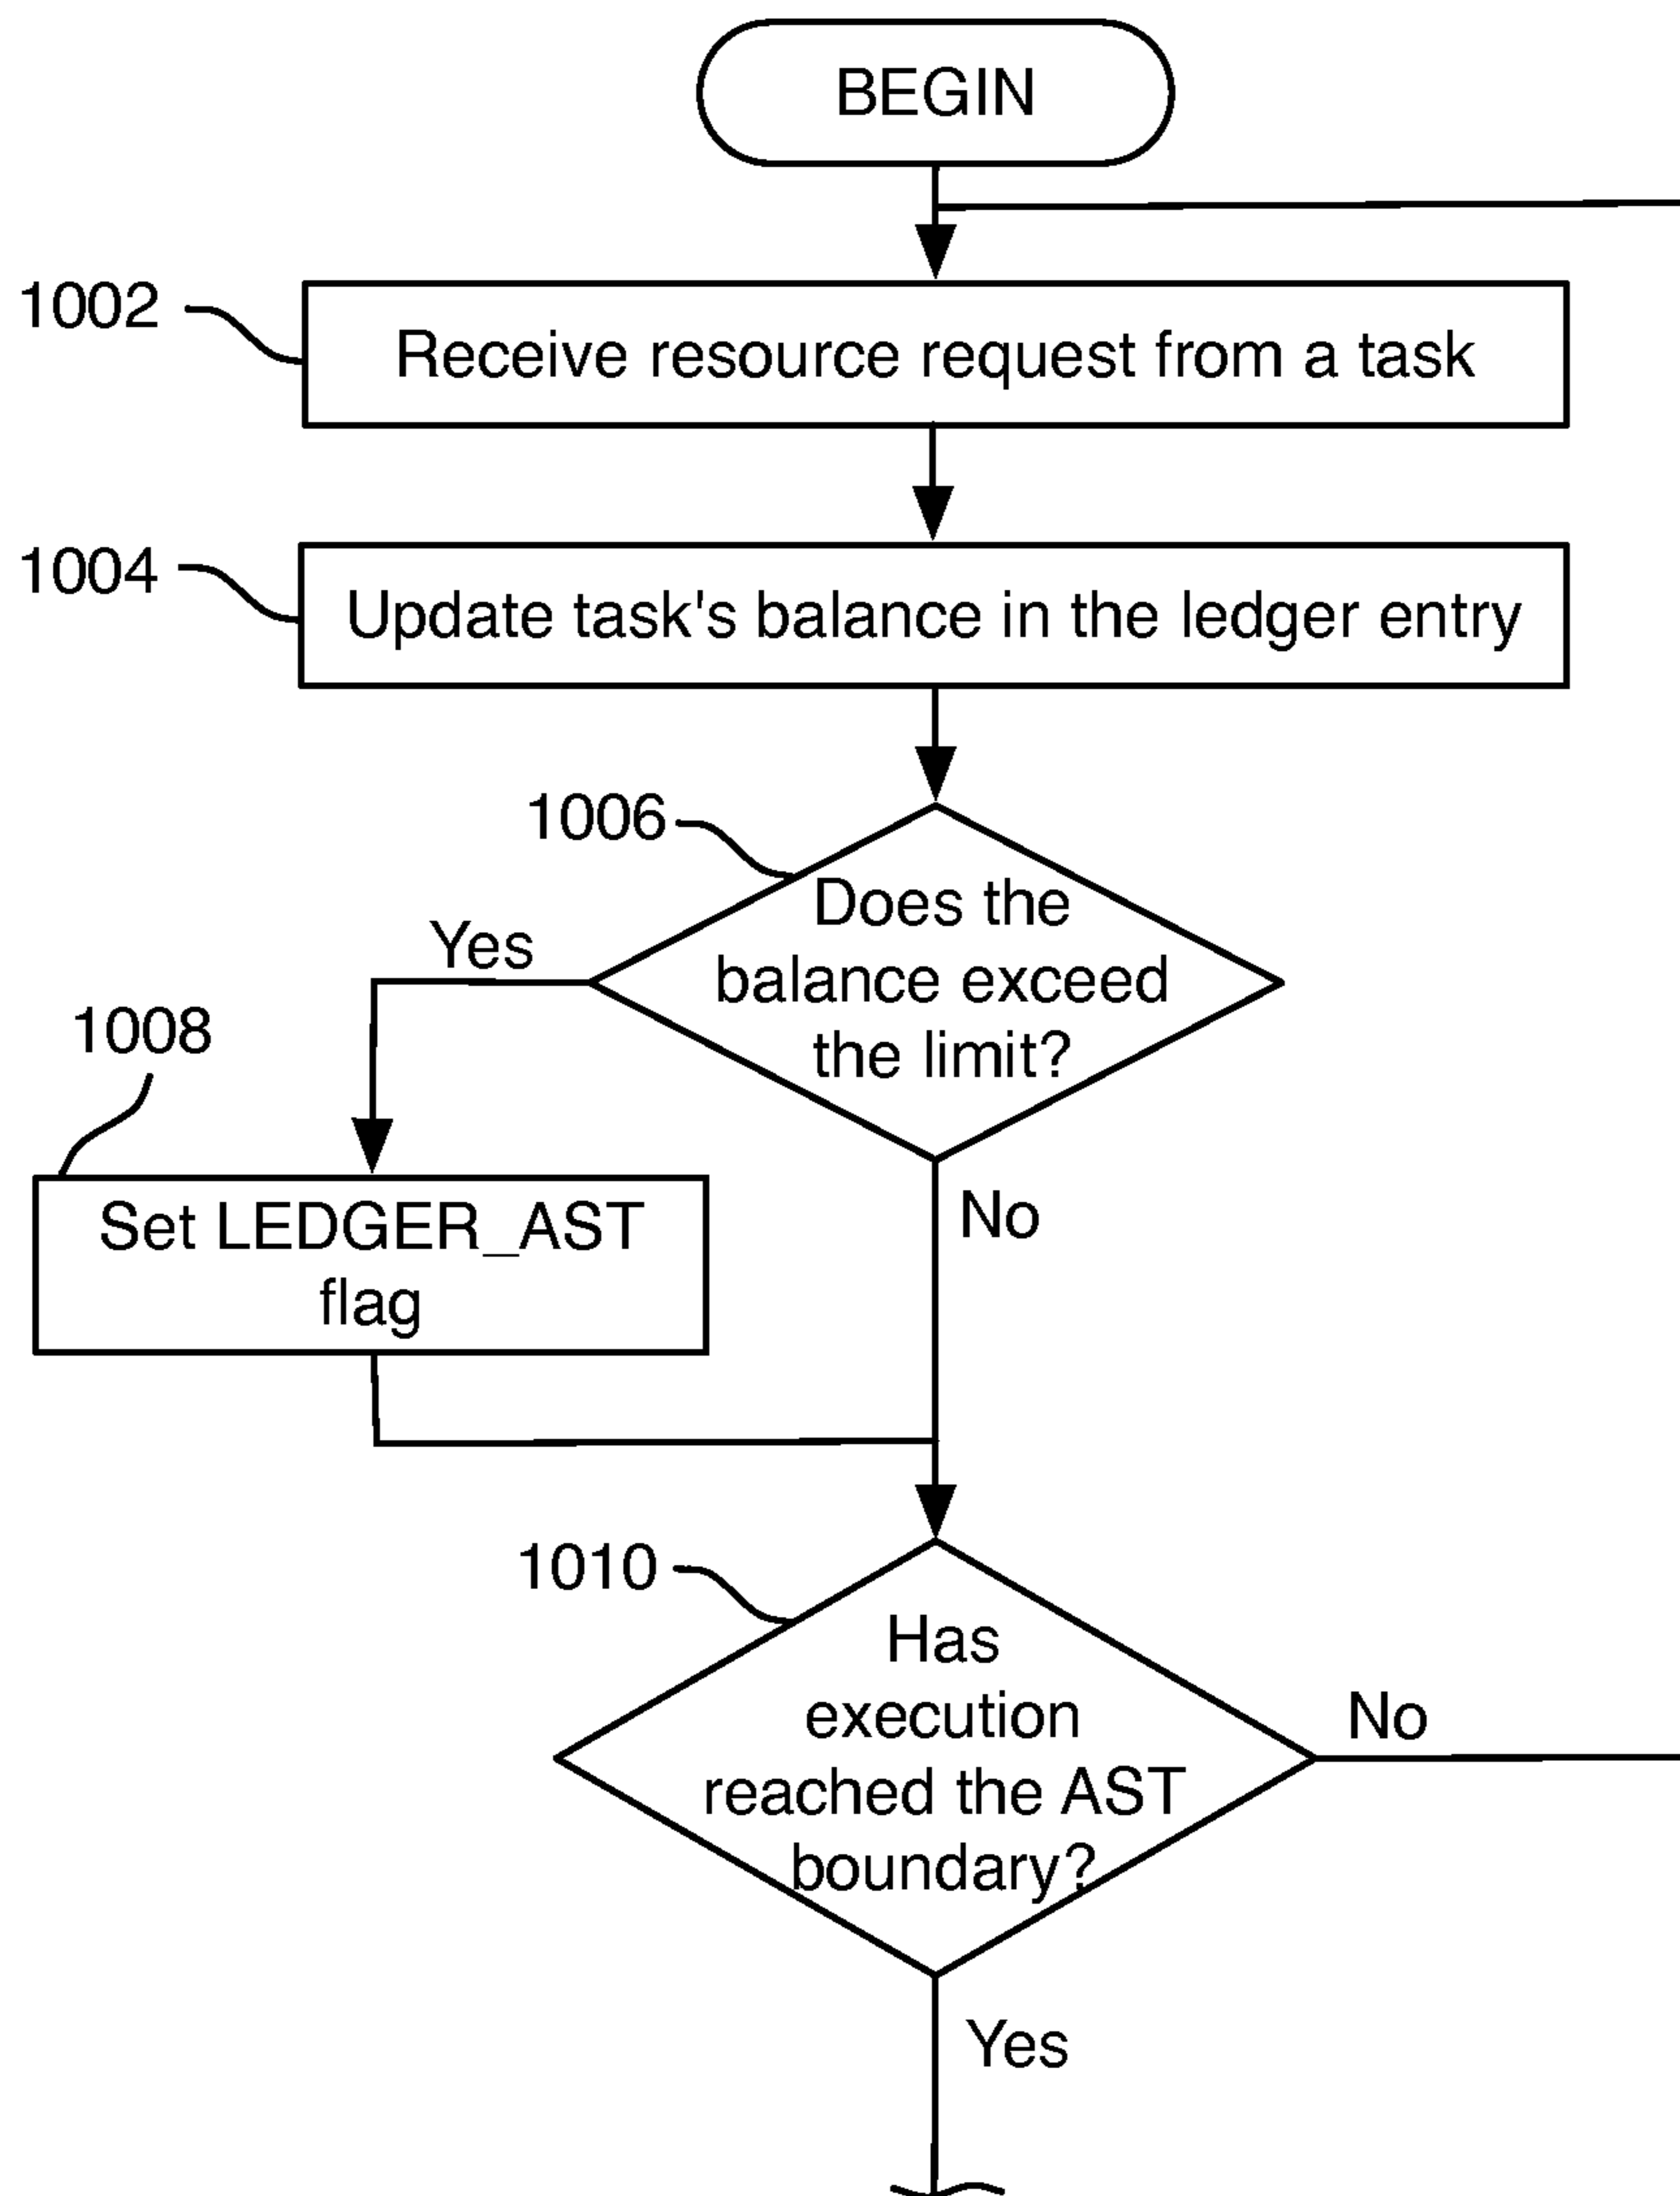 BEGIN
1002
Receive resource request from a task
1004
Update task's balance in the ledger entry
1006
Does the
balance exceed
the limit?
Yes
1008
Set LEDGER_AST
flag
No
1010
Has
execution
reached the AST
boundary?
No
Yes